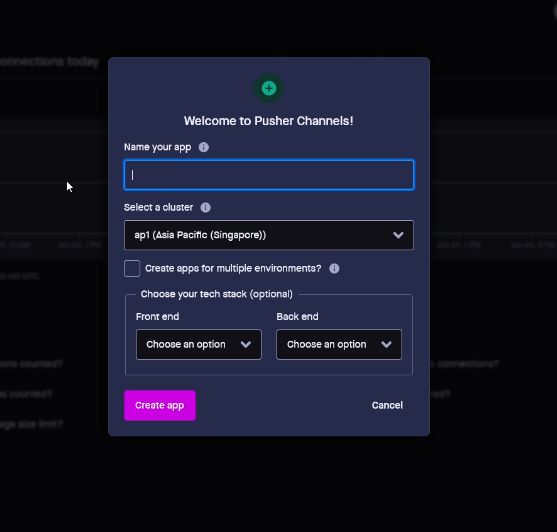 onnections today
Welcome to Pusher Channels!
Name your app
Select a cluster
ap1 (Asia Pacific (Singapore))
Create apps for multiple environments?
Choose your tech stack (optional)
Front end
Back end
Choose an option
Choose an option
Create app
Cancel
ons counted?
connections?
s counted?
age size limit?